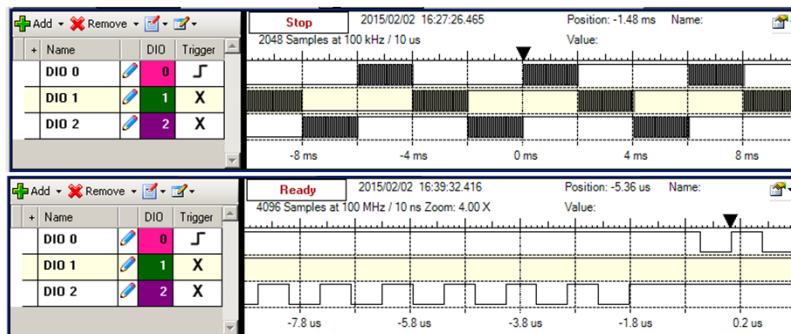 Add Remove Stop 2015/02/02 16:27:26.465 Position: -1.48 ms Name:
+ Name DIO Trigger 2048 Samples at 100 kHz / 10 us Value:
DIO 0 0
DIO 1 1 X
DIO 2 2 X
-8 ms -4 ms 0 ms 4 ms 8 ms
Add Remove Ready 2015/02/02 16:39:32.416 Position: -5.36 us Name:
+ Name DIO Trigger 4096 Samples at 100 MHz / 10 ns Zoom: 4.00 X Value:
DIO 0 0
DIO 1 1 X
DIO 2 2 X
-7.8 us -5.8 us -3.8 us -1.8 us 0.2 us